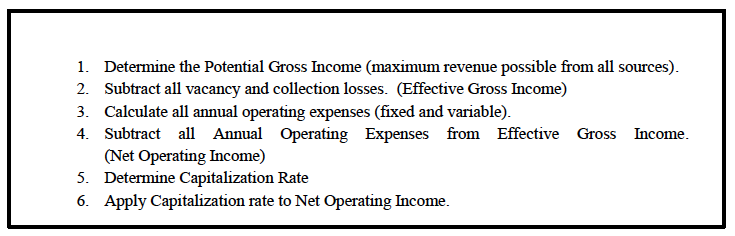 1. Determine the Potential Gross Income (maximum revenue possible from all sources).
2. Subtract all vacancy and collection losses. (Effective Gross Income)
3. Calculate all annual operating expenses (fixed and variable).
4. Subtract all Annual Operating Expenses from Effective Gross Income.
(Net Operating Income)
5. Determine Capitalization Rate
6. Apply Capitalization rate to Net Operating Income.